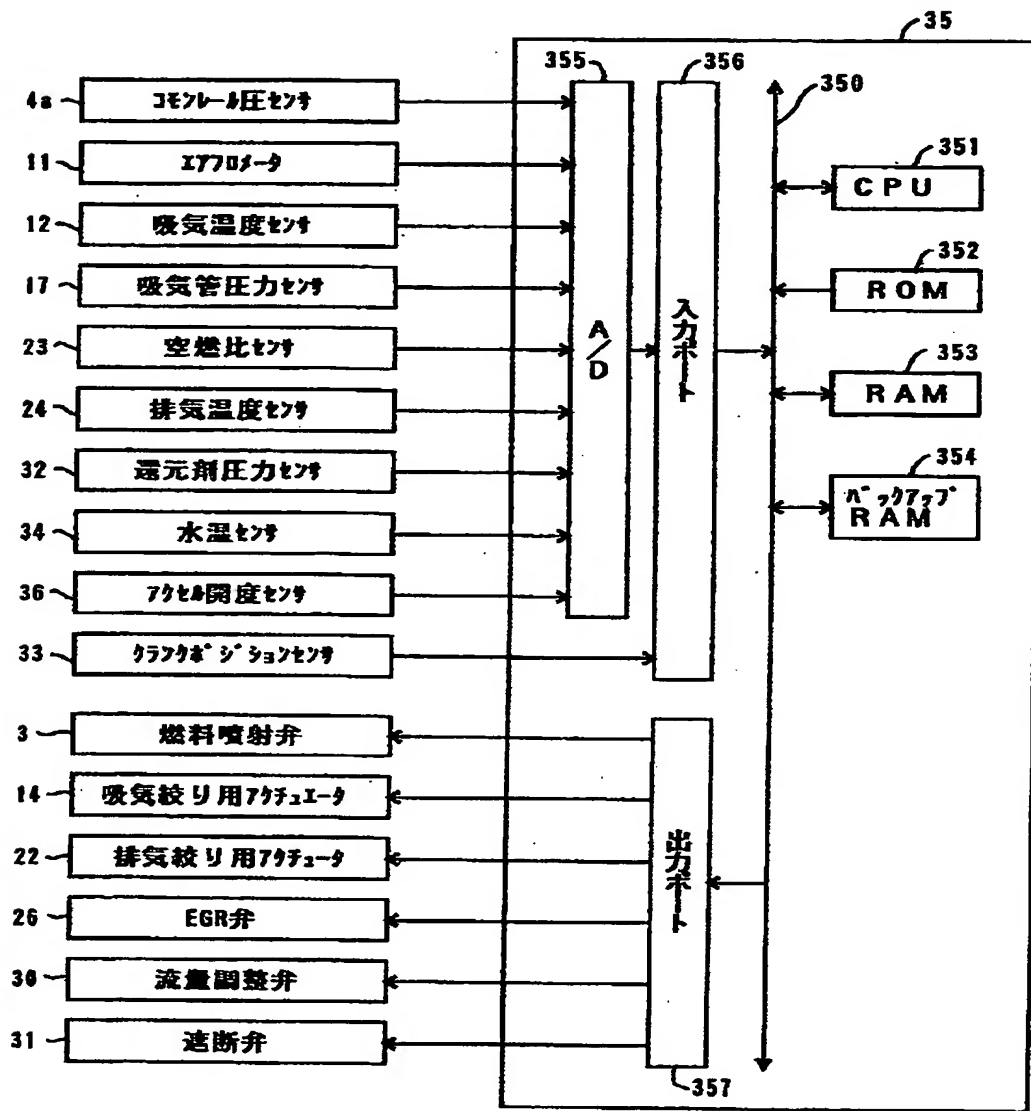 35
355
356
350
4a
コモンレール圧センサ
11
エアフロメータ
351
CPU
12
吸気温度センサ
352
ROM
17
吸気管圧力センサ
A/D
入力ポート
23
空燃比センサ
353
RAM
24
排気温度センサ
354
バックアップ
RAM
32
還元剤圧力センサ
34
水温センサ
36
アクセル開度センサ
33
クランクポジションセンサ
3
燃料噴射弁
14
吸気絞り用アクチュエータ
22
排気絞り用アクチュータ
出力ポート
26
EGR弁
30
流量調整弁
31
遮断弁
357